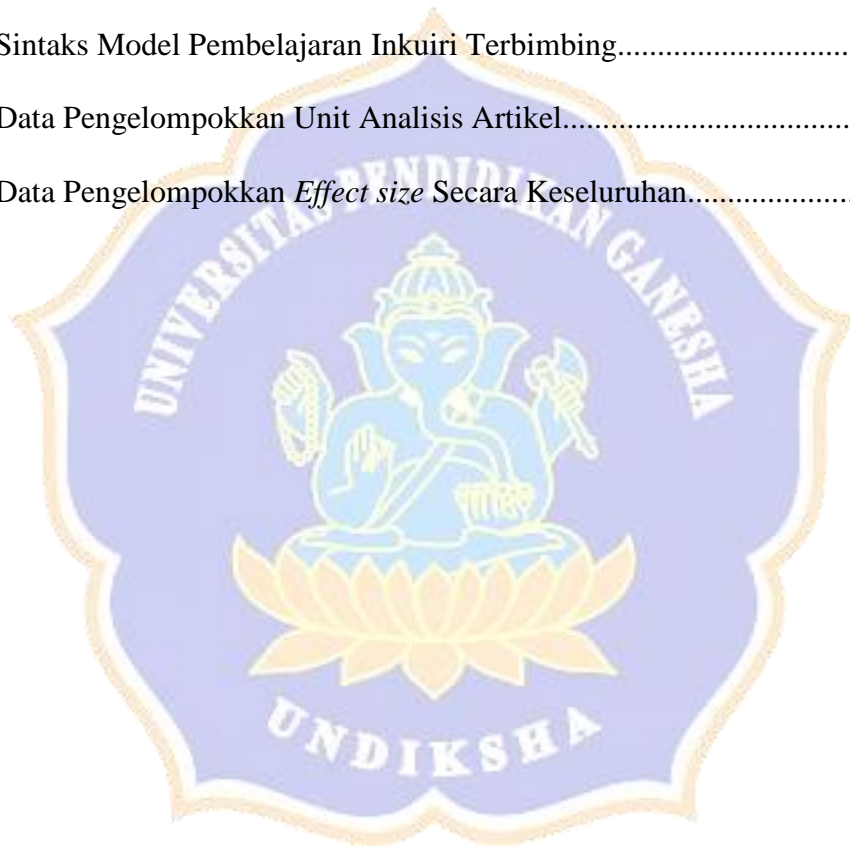 Sintaks Model Pembelajaran Inkuiri Terbimbing..............................
Data Pengelompokkan Unit Analisis Artikel.....................................
Data Pengelompokkan Effect size Secara Keseluruhan.....................
UNIVERSITAS PENDIDIKAN GANESHA
UNDIKSHA